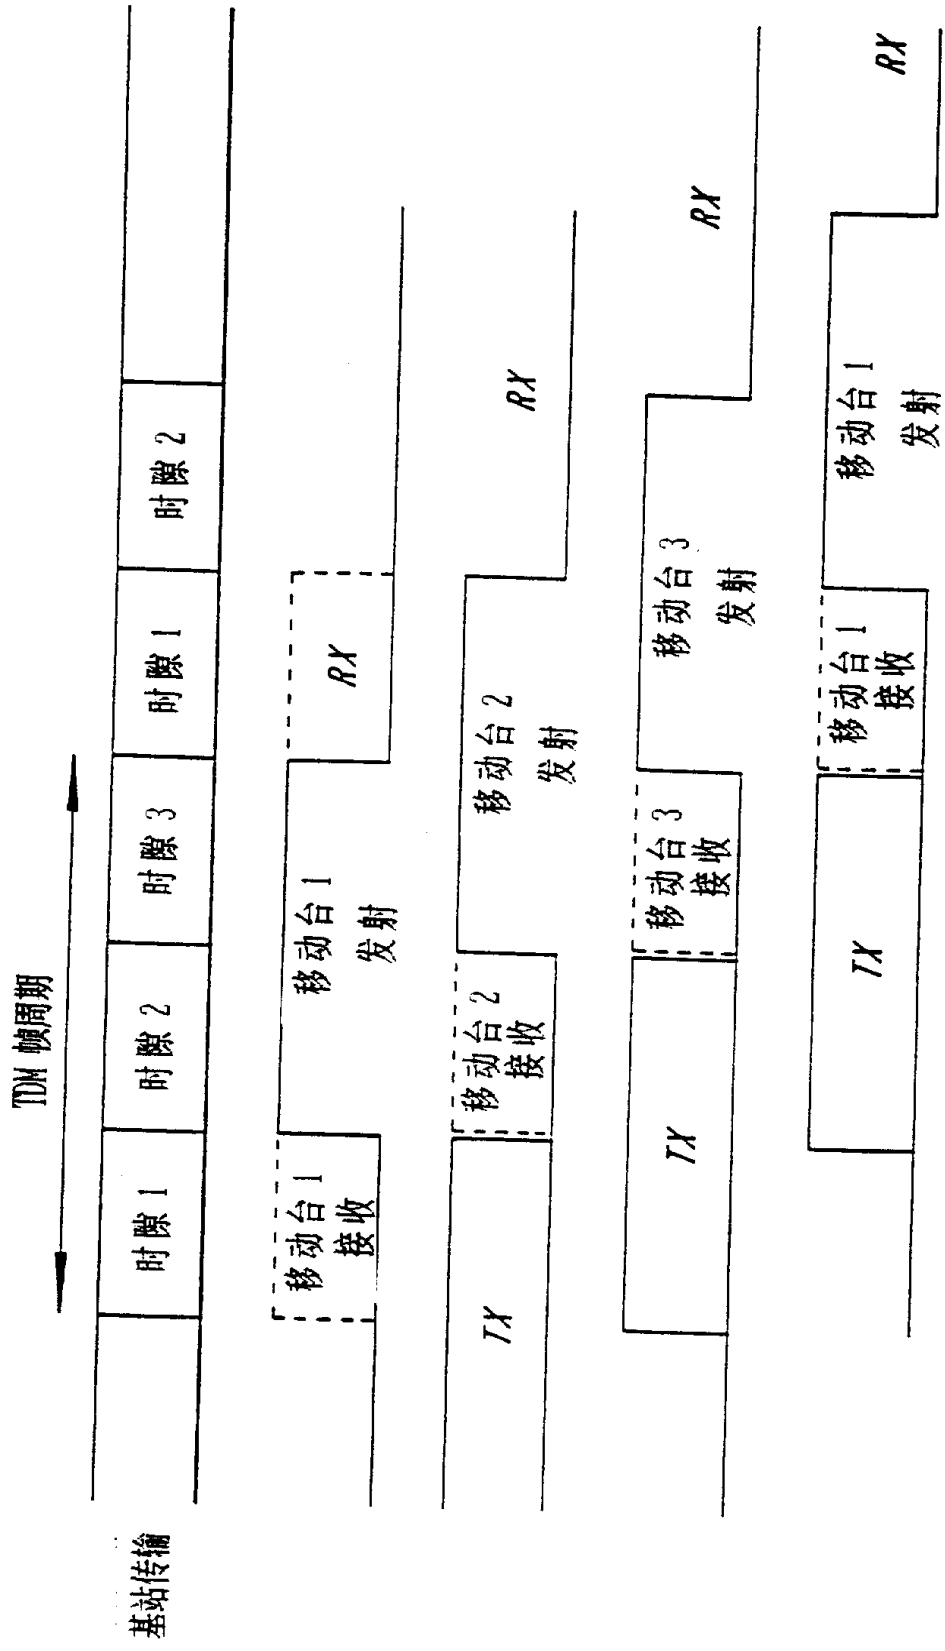 TDM 帧周期
基站传输
时隙 1
时隙 2
时隙 3
时隙 1
时隙 2
移动台 1
接收
移动台 1
发射
RX
TX
移动台 2
接收
移动台 2
发射
RX
TX
移动台 3
接收
移动台 3
发射
RX
TX
移动台 1
接收
移动台 1
发射
RX